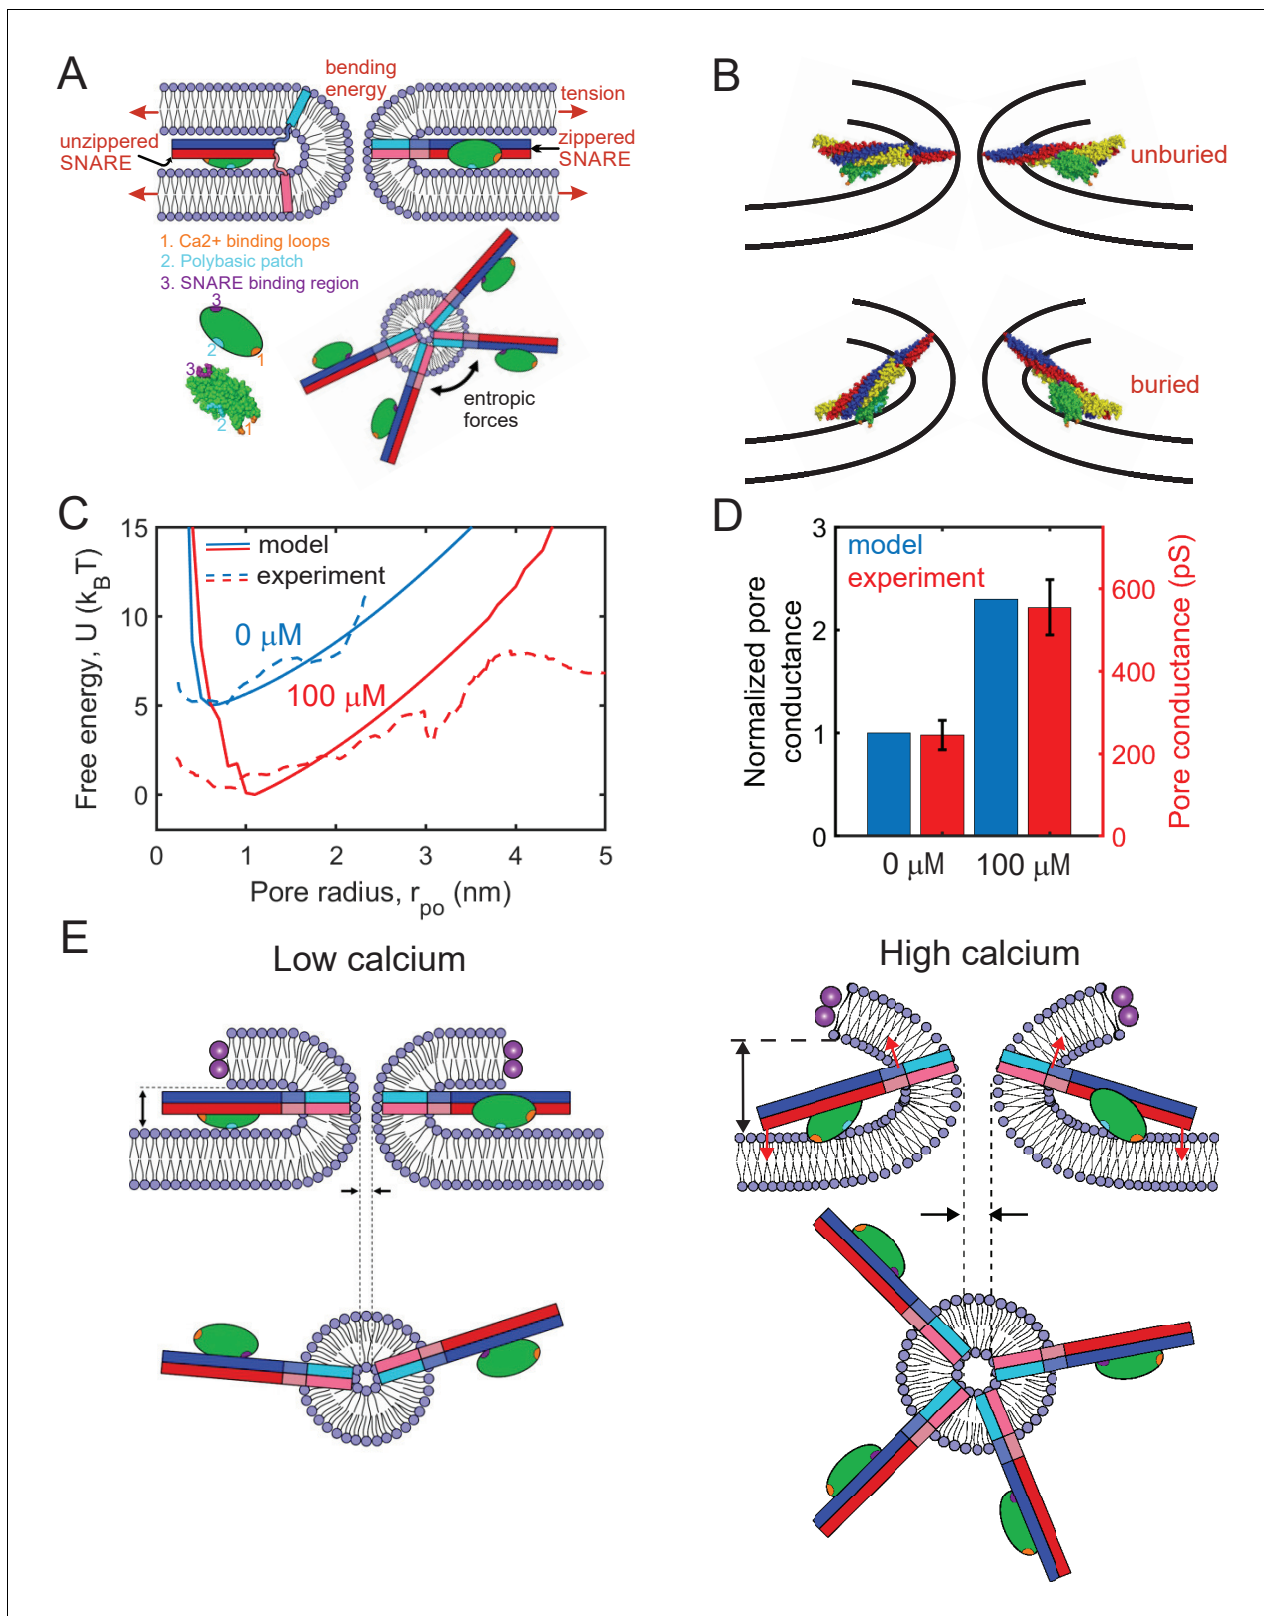 A
bending
energy
tension
unzippered
SNARE
zippered
SNARE
1. Ca2+ binding loops
2. Polybasic patch
3. SNARE binding region
3
2
1
3
2
1
entropic
forces
B
unburied
buried
C
15
10
5
0
Free energy, U (k_BT)
model
experiment
0 μM
100 μM
0
1
2
3
4
5
Pore radius, r_po (nm)
D
3
2
1
0
Normalized pore
conductance
model
experiment
600
400
200
0
Pore conductance (pS)
0 μM
100 μM
E
Low calcium
High calcium